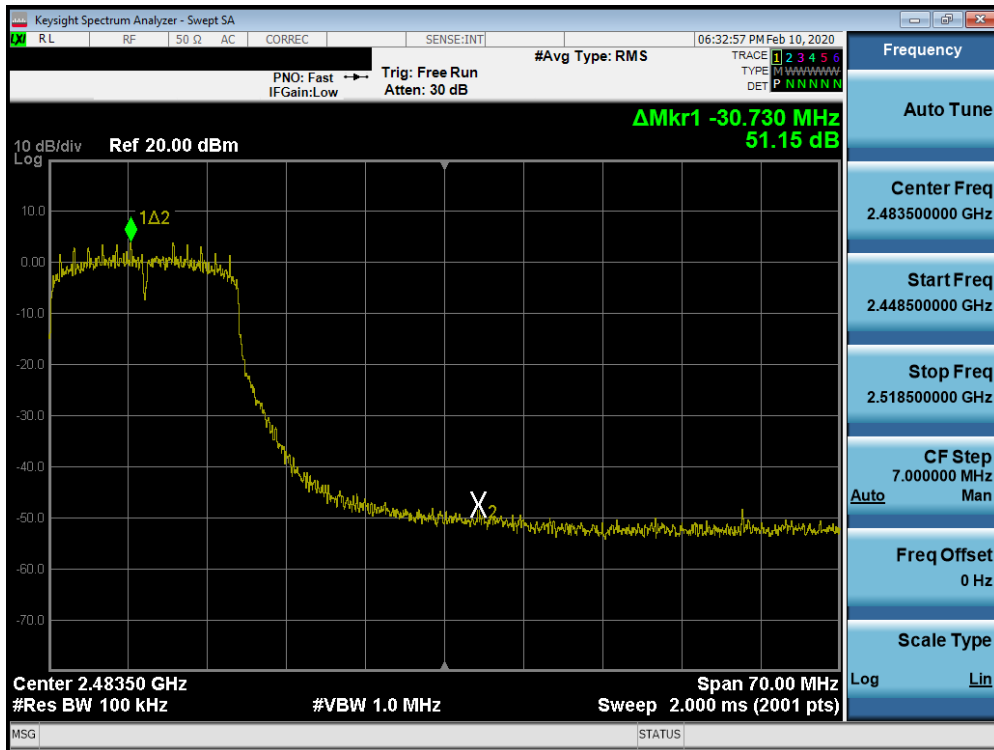 Keysight Spectrum Analyzer - Swept SA
LXI RL RF 50 Ω AC CORREC SENSE:INT 06:32:57 PM Feb 10, 2020
#Avg Type: RMS
TRACE 1 2 3 4 5 6
TYPE M WWWWW
DET P N N N N N
PNO: Fast
IFGain:Low
Trig: Free Run
Atten: 30 dB
ΔMkr1 -30.730 MHz
51.15 dB
10 dB/div
Log
Ref 20.00 dBm
10.0
0.00
-10.0
-20.0
-30.0
-40.0
-50.0
-60.0
-70.0
1Δ2
X2
Center 2.48350 GHz
#Res BW 100 kHz
#VBW 1.0 MHz
Span 70.00 MHz
Sweep 2.000 ms (2001 pts)
MSG
STATUS
Frequency
Auto Tune
Center Freq
2.483500000 GHz
Start Freq
2.448500000 GHz
Stop Freq
2.518500000 GHz
CF Step
7.000000 MHz
Auto Man
Freq Offset
0 Hz
Scale Type
Log Lin